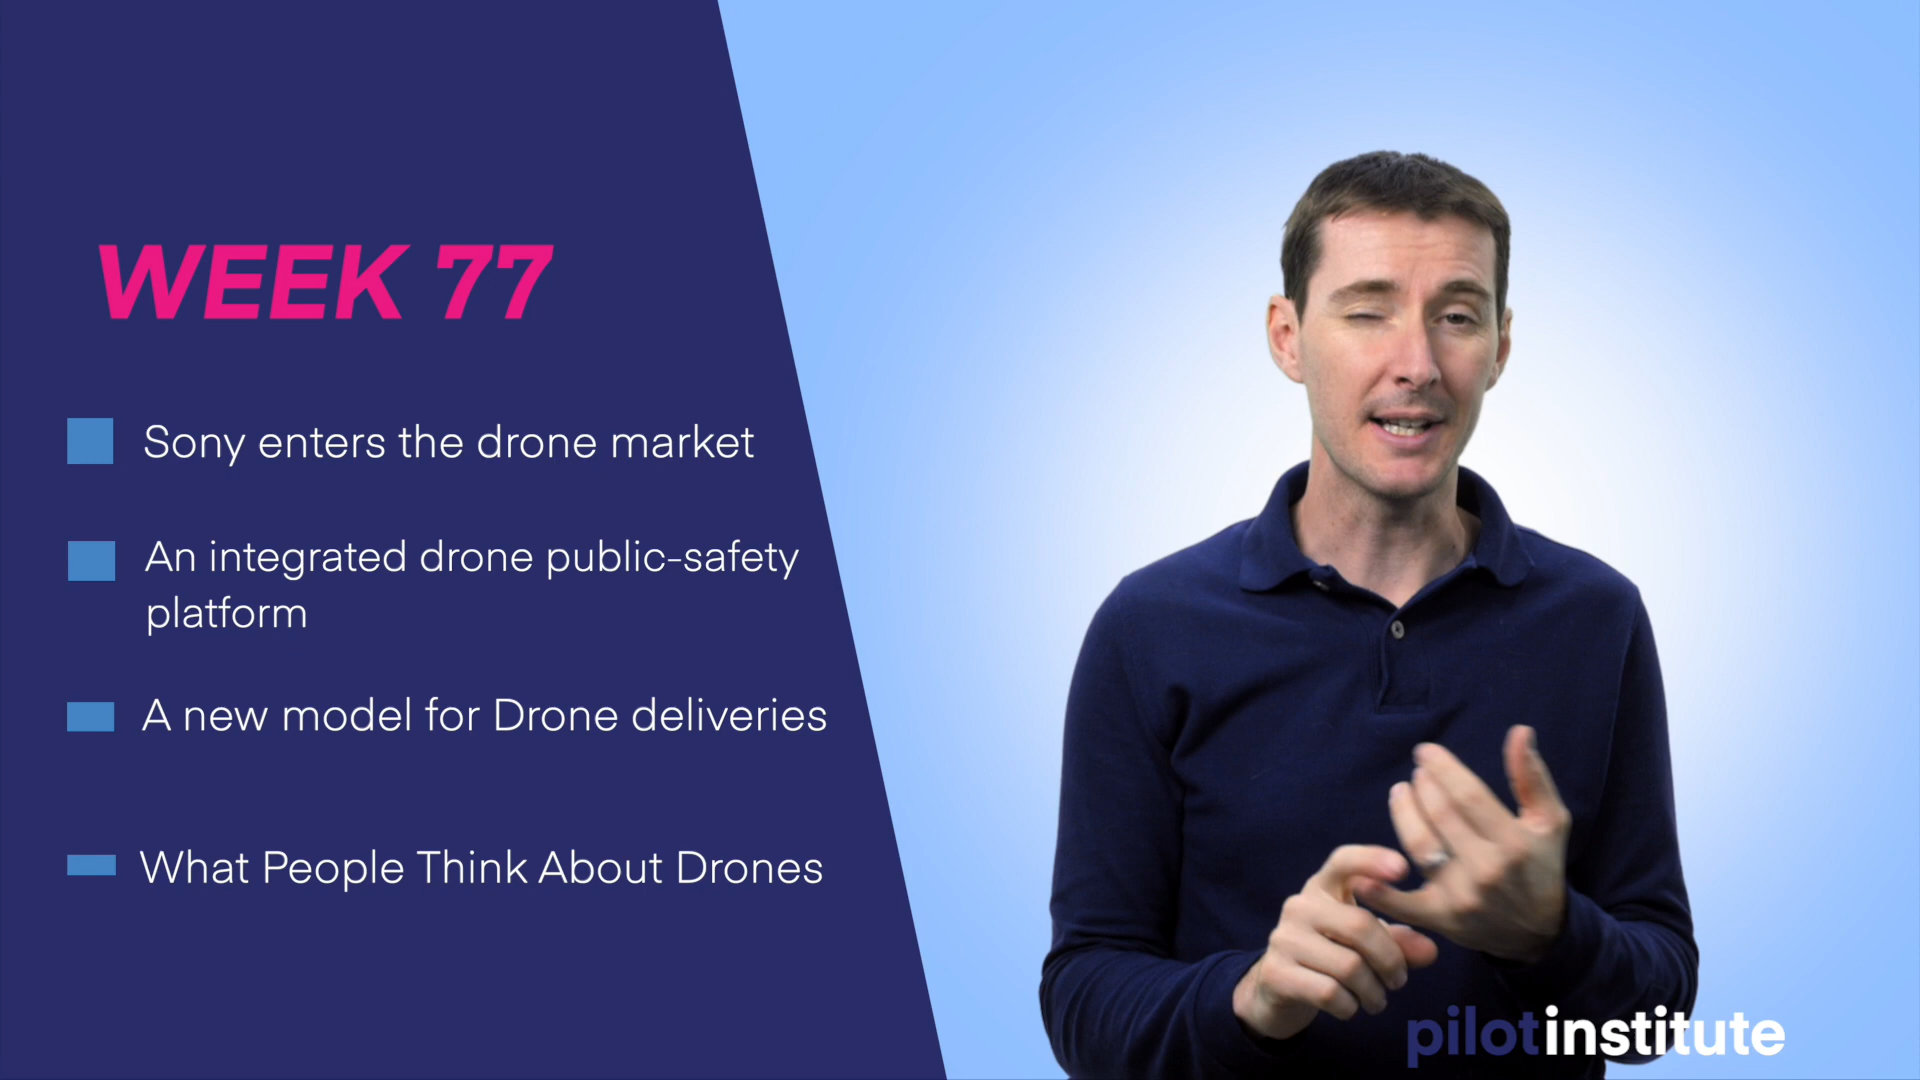 WEEK 77
Sony enters the drone market
An integrated drone public-safety
platform
A new model for Drone deliveries
What People Think About Drones
pilotinstitute